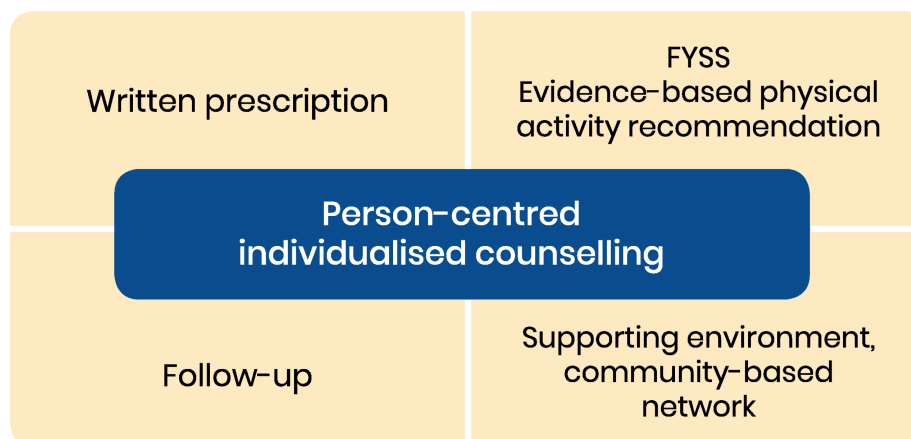 Written prescription
FYSS
Evidence-based physical
activity recommendation
Person-centred
individualised counselling
Follow-up
Supporting environment,
community-based
network